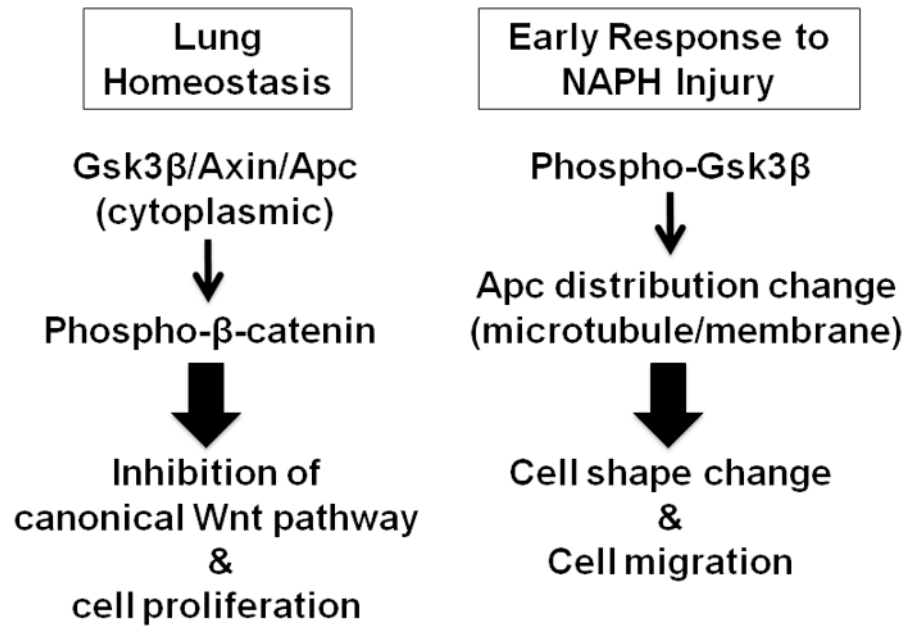 Lung
Homeostasis
Gsk3β/Axin/Apc
(cytoplasmic)
Phospho-β-catenin
Inhibition of
canonical Wnt pathway
&
cell proliferation
Early Response to
NAPH Injury
Phospho-Gsk3β
Apc distribution change
(microtubule/membrane)
Cell shape change
&
Cell migration